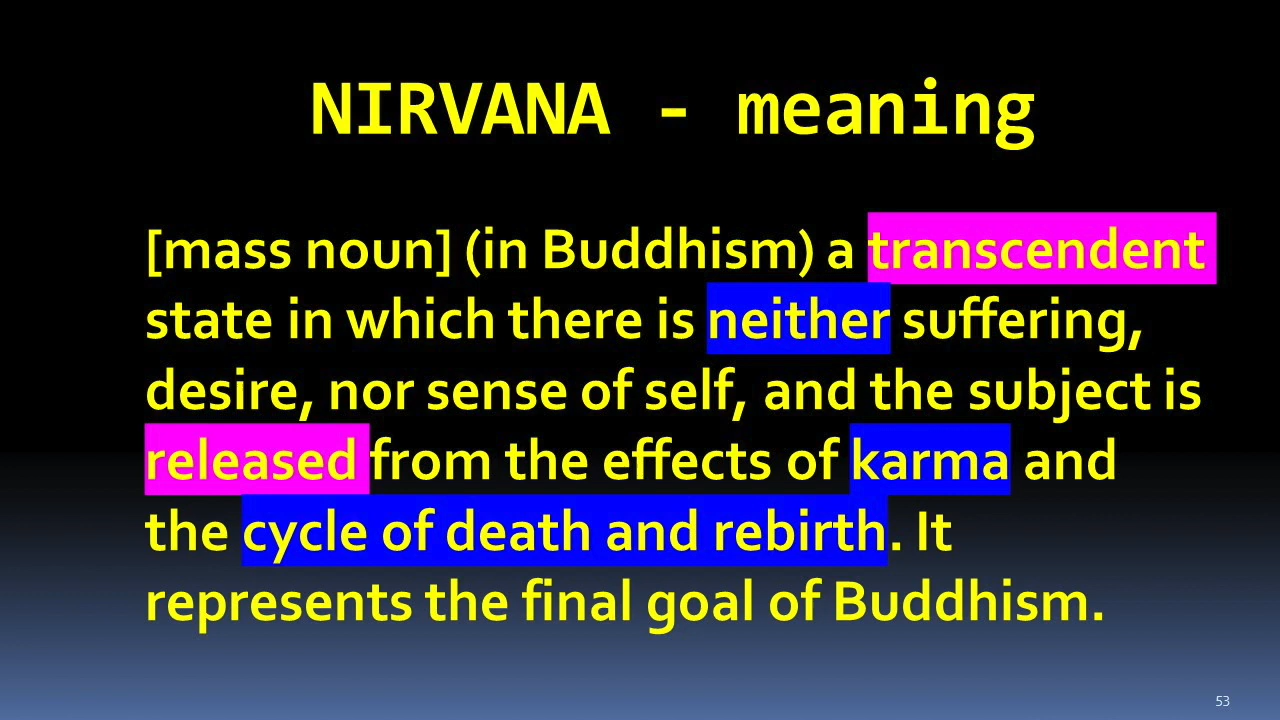 NIRVANA - meaning
[mass noun] (in Buddhism) a transcendent
state in which there is neither suffering,
desire, nor sense of self, and the subject is
released from the effects of karma and
the cycle of death and rebirth. It
represents the final goal of Buddhism.
53